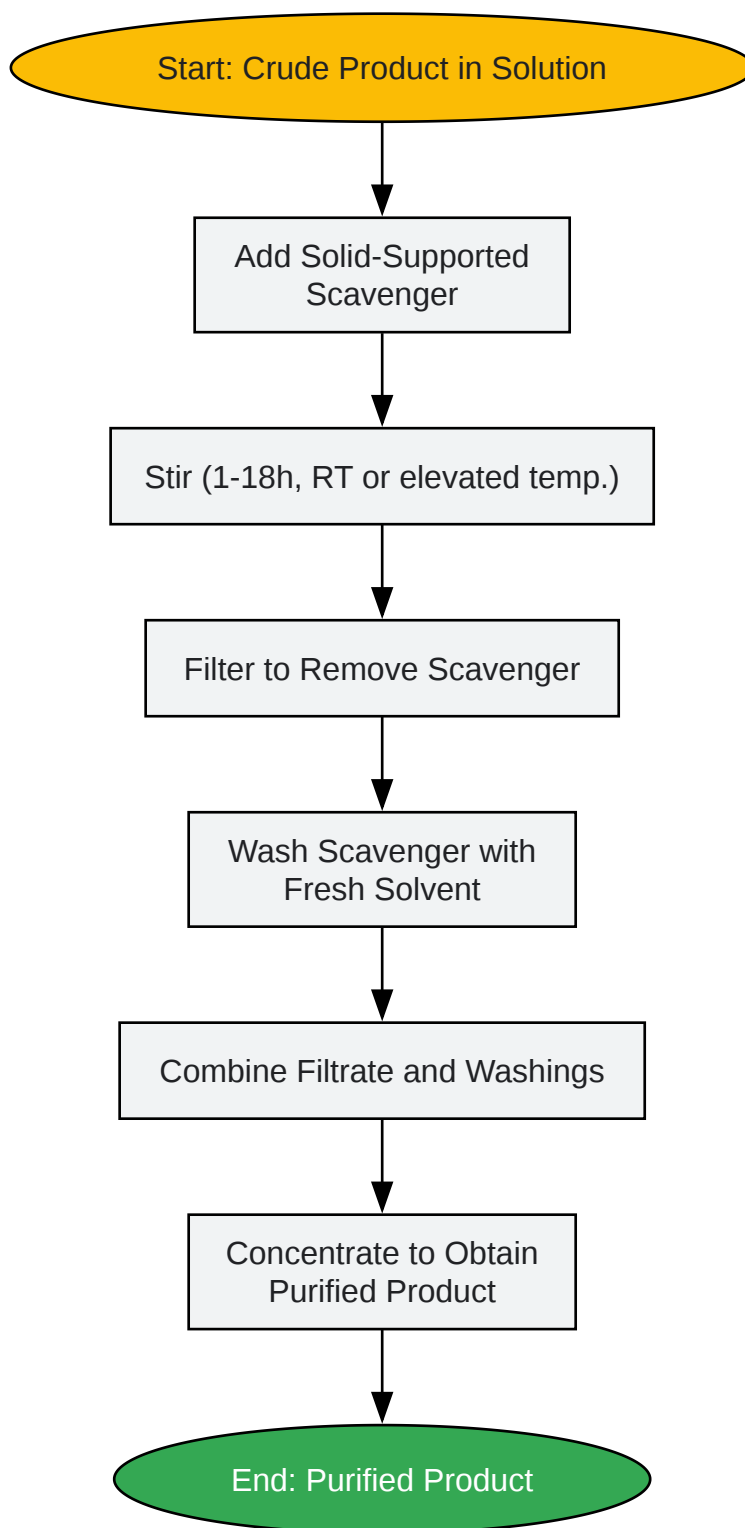 Start: Crude Product in Solution
Add Solid-Supported
Scavenger
Stir (1-18h, RT or elevated temp.)
Filter to Remove Scavenger
Wash Scavenger with
Fresh Solvent
Combine Filtrate and Washings
Concentrate to Obtain
Purified Product
End: Purified Product